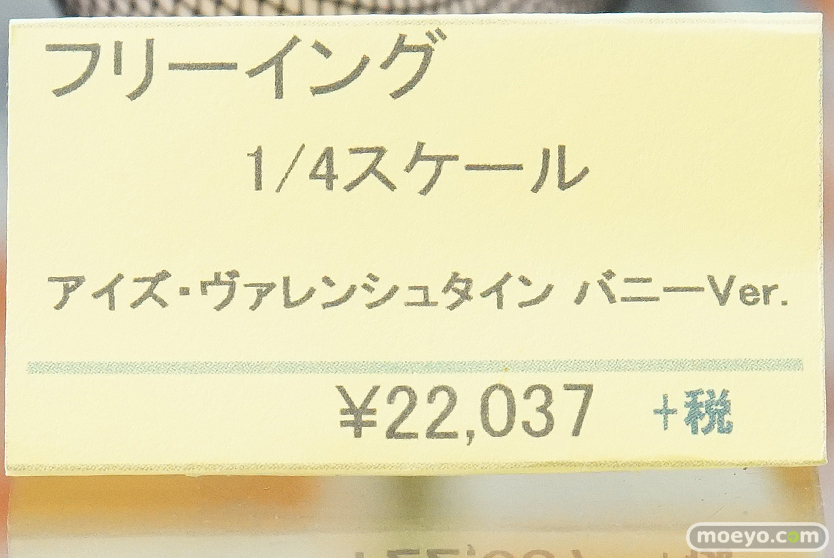 フリーイング
1/4スケール
アイズ・ヴァレンシュタイン バニーVer.
¥22,037 +税
moeyo.com